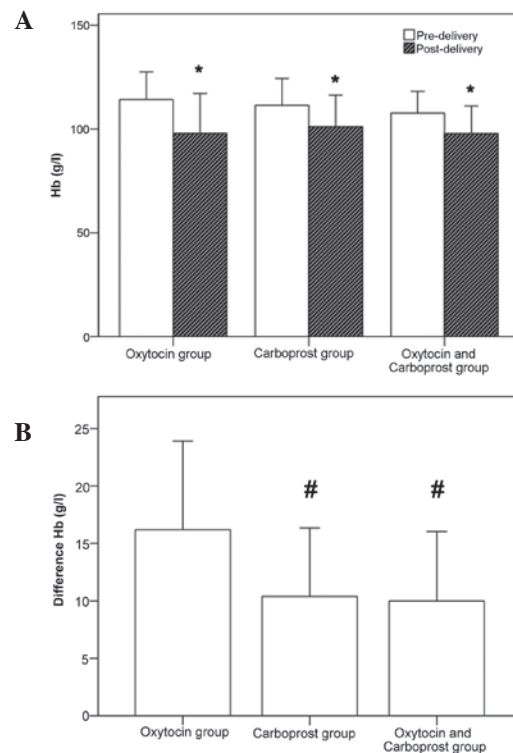 A
150
100
50
0
Hb (g/l)
Pre-delivery
Post-delivery
*
*
*
Oxytocin group
Carboprost group
Oxytocin and
Carboprost group
B
25
20
15
10
5
0
Difference Hb (g/l)
#
#
Oxytocin group
Carboprost group
Oxytocin and
Carboprost group